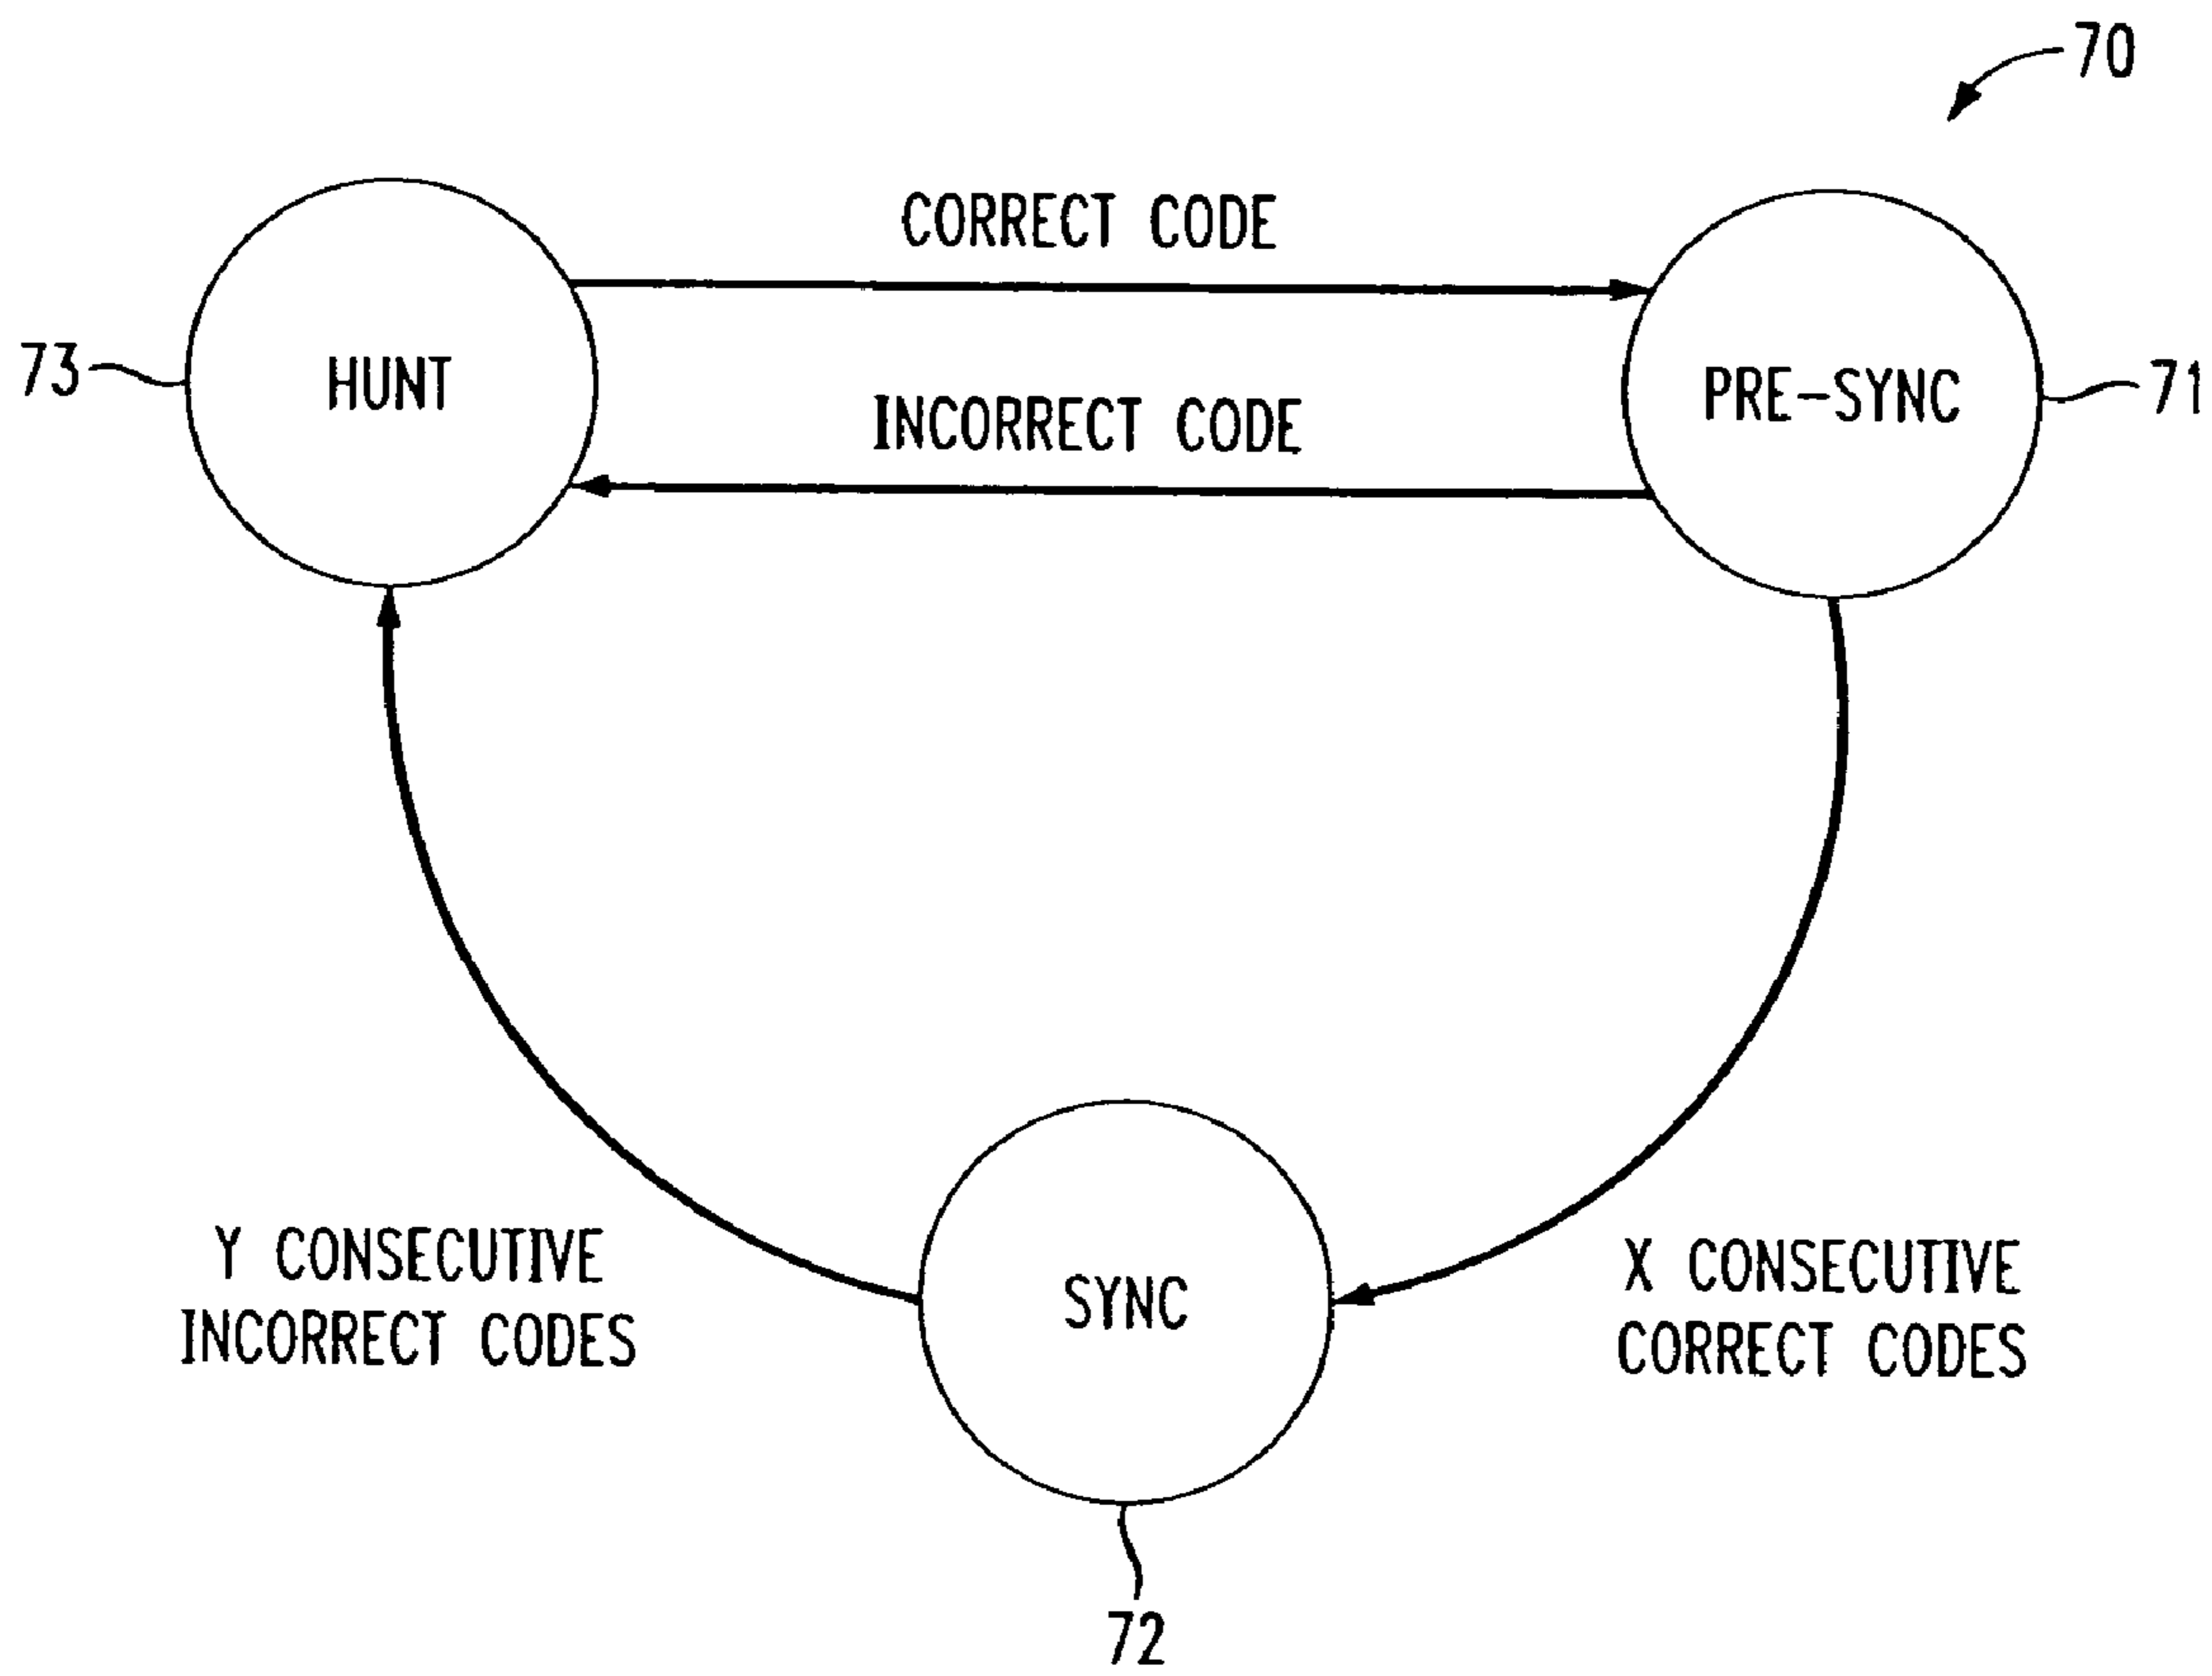 70
CORRECT CODE
73
HUNT
INCORRECT CODE
PRE-SYNC
71
Y CONSECUTIVE
INCORRECT CODES
SYNC
X CONSECUTIVE
CORRECT CODES
72